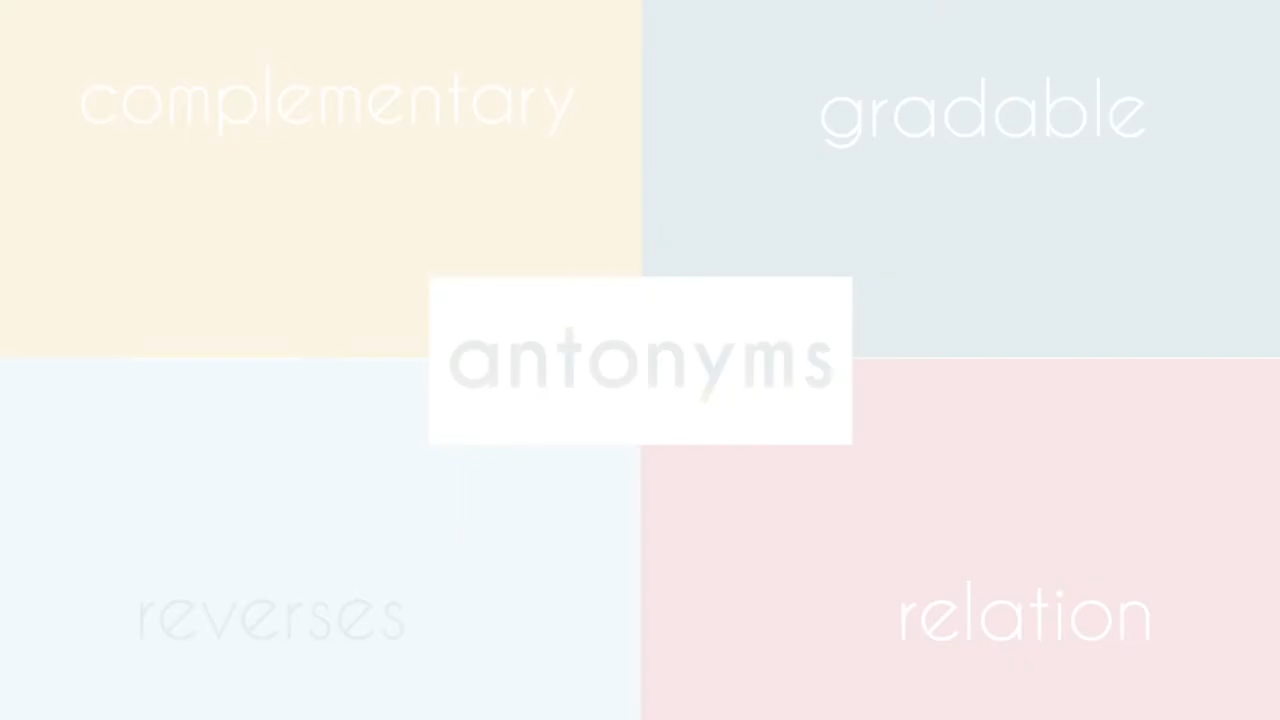 complementary
gradable
antonyms
reverses
relation